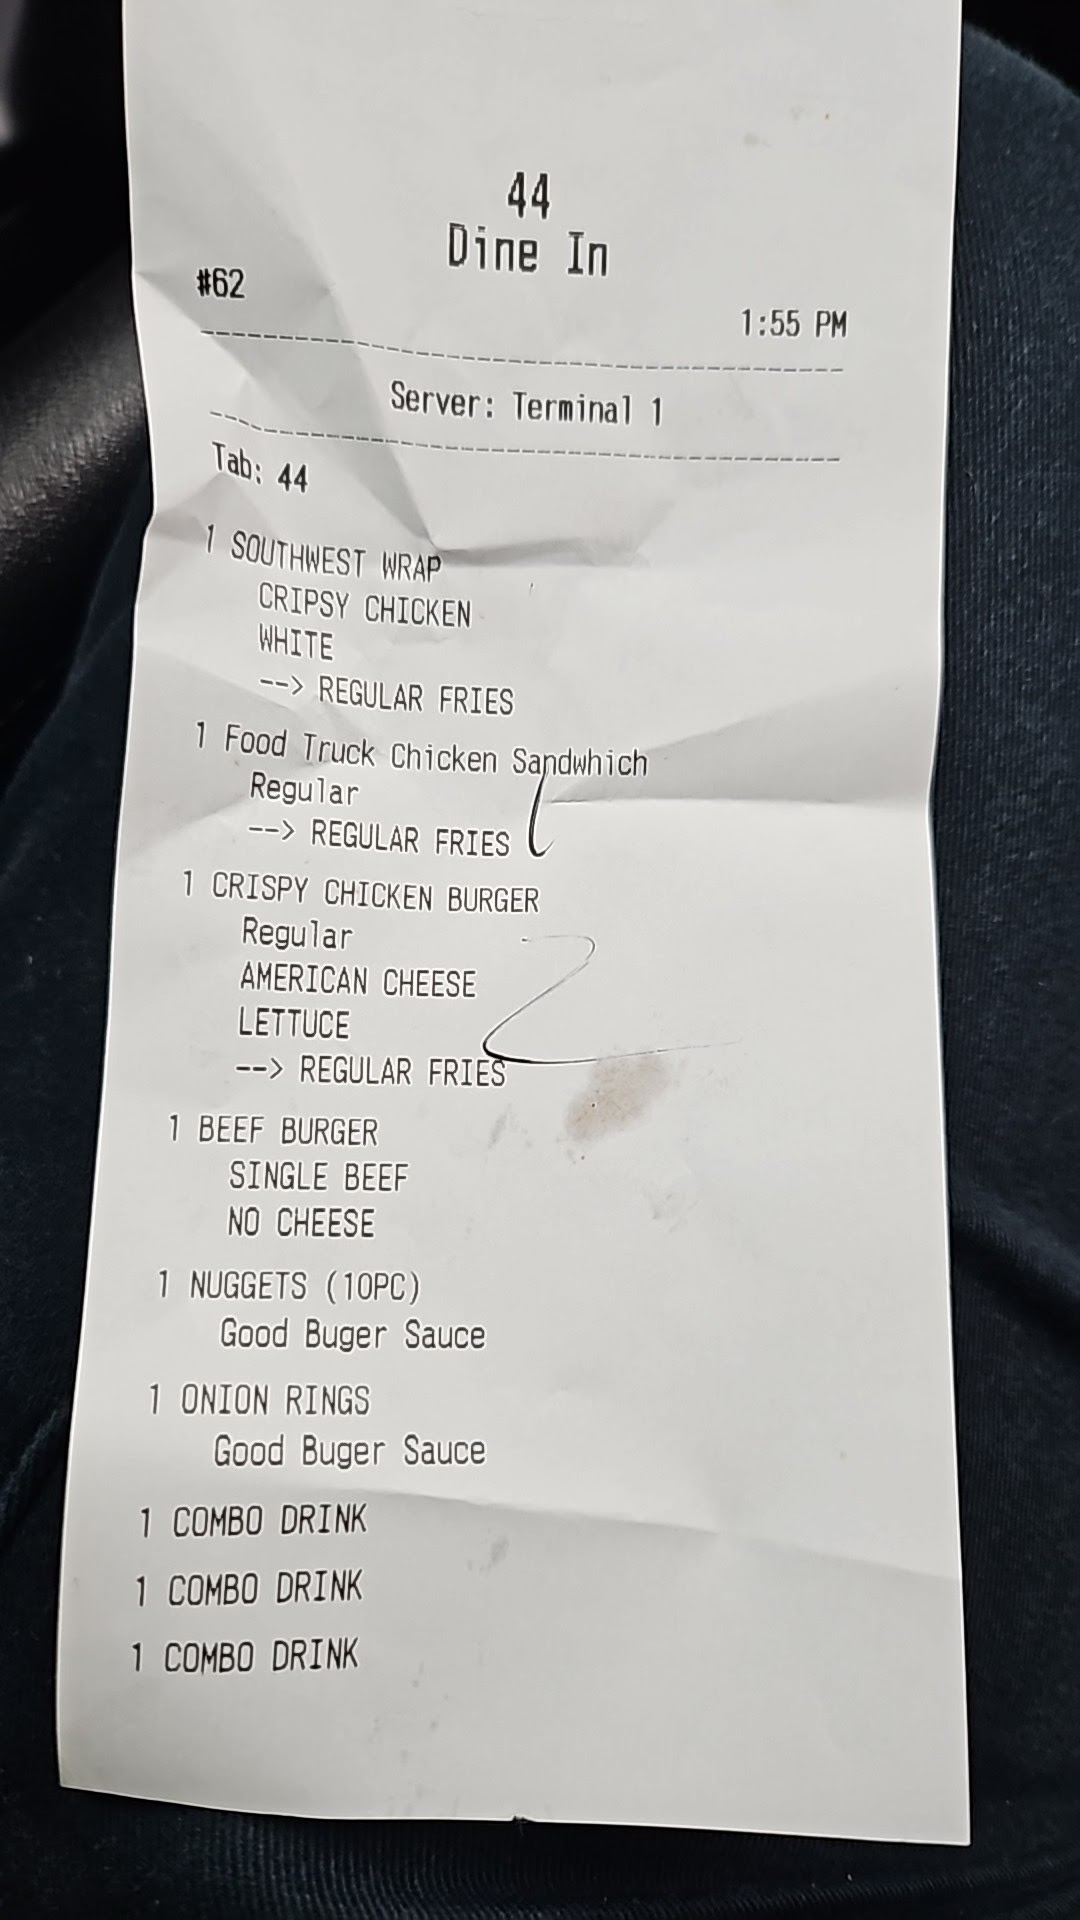 44
Dine In
#62
1:55 PM
Server: Terminal 1
Tab: 44
1 SOUTHWEST WRAP
CRIPSY CHICKEN
WHITE
--> REGULAR FRIES
1 Food Truck Chicken Sandwhich
Regular
--> REGULAR FRIES
1 CRISPY CHICKEN BURGER
Regular
AMERICAN CHEESE
LETTUCE
--> REGULAR FRIES
1 BEEF BURGER
SINGLE BEEF
NO CHEESE
1 NUGGETS (10PC)
Good Buger Sauce
1 ONION RINGS
Good Buger Sauce
1 COMBO DRINK
1 COMBO DRINK
1 COMBO DRINK